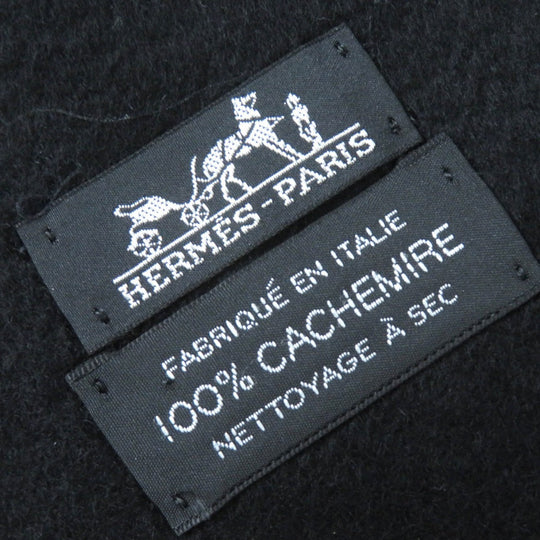 HERMÈS-PARIS
FABRIQUÉ EN ITALIE
100% CACHEMIRE
NETTOYAGE À SEC